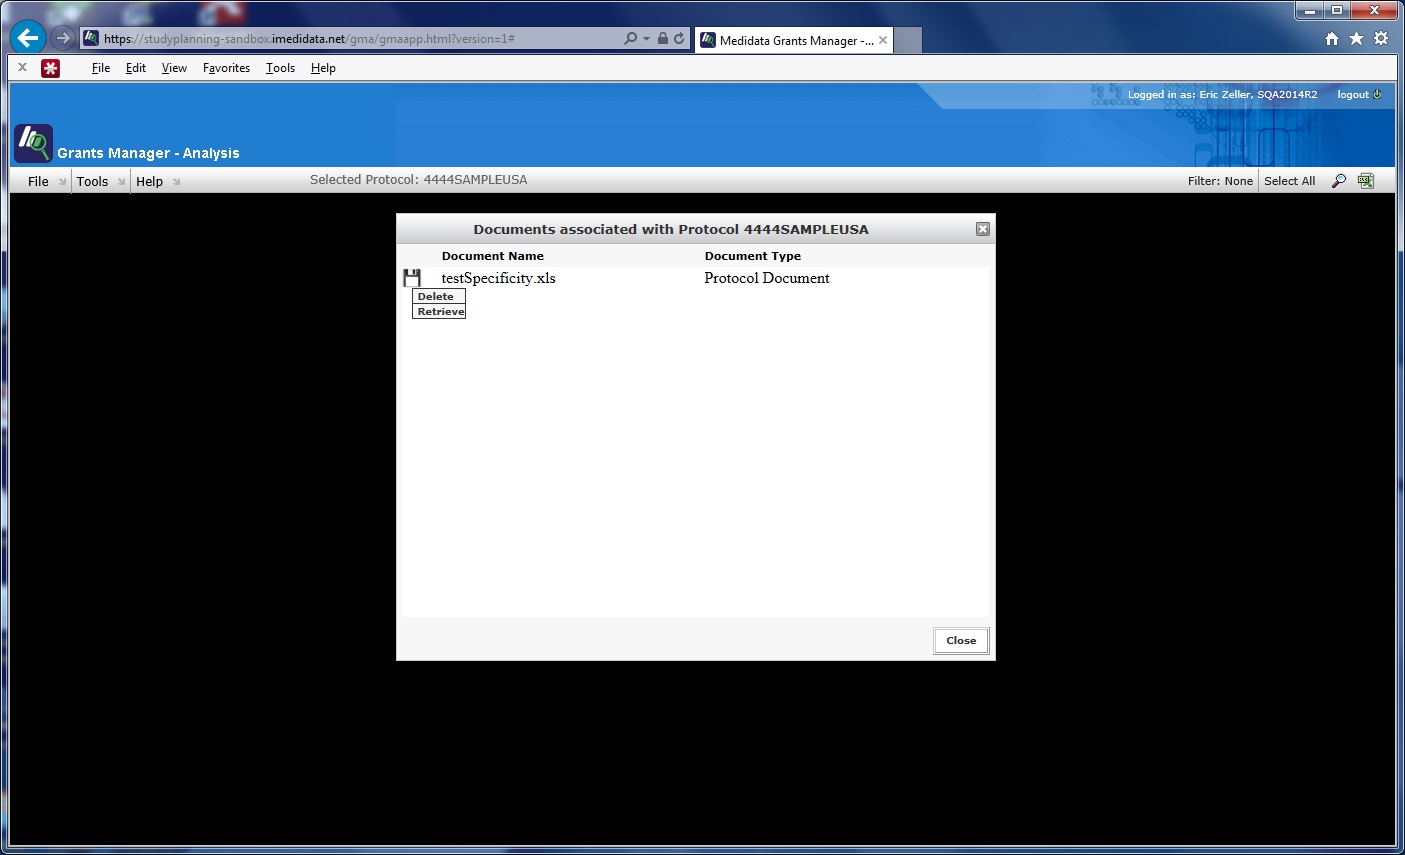 https://studyplanning-sandbox.imedidata.net/gma/gmaapp.html?version=1#
Medidata Grants Manager -...
File Edit View Favorites Tools Help
Logged in as: Eric Zeller, SQA2014R2 logout
Grants Manager - Analysis
File Tools Help Selected Protocol: 4444SAMPLEUSA Filter: None Select All
Documents associated with Protocol 4444SAMPLEUSA
Document Name Document Type
testSpecificity.xls Protocol Document
Delete
Retrieve
Close